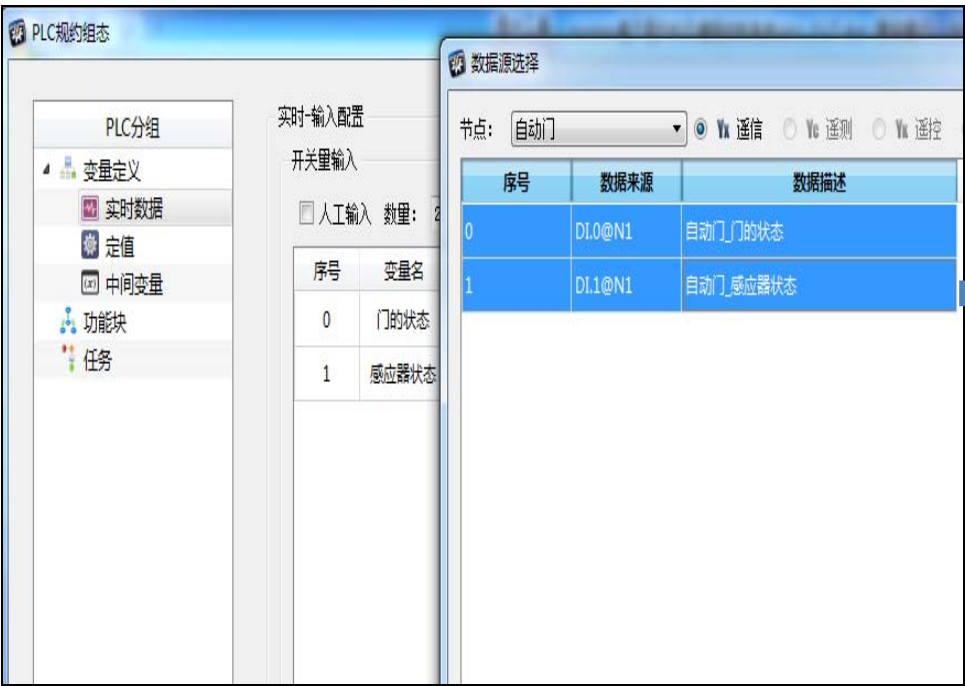 PLC规约组态
PLC分组
变量定义
实时数据
定值
中间变量
功能块
任务
实时-输入配置
开关里输入
人工输入 数量: 2
序号 变量名
0 门的状态
1 感应器状态
数据源选择
节点: 自动门 Yx 遥信 Yc 遥测 Yk 遥控
序号 数据来源 数据描述
0 DI.0@N1 自动门_门的状态
1 DI.1@N1 自动门_感应器状态